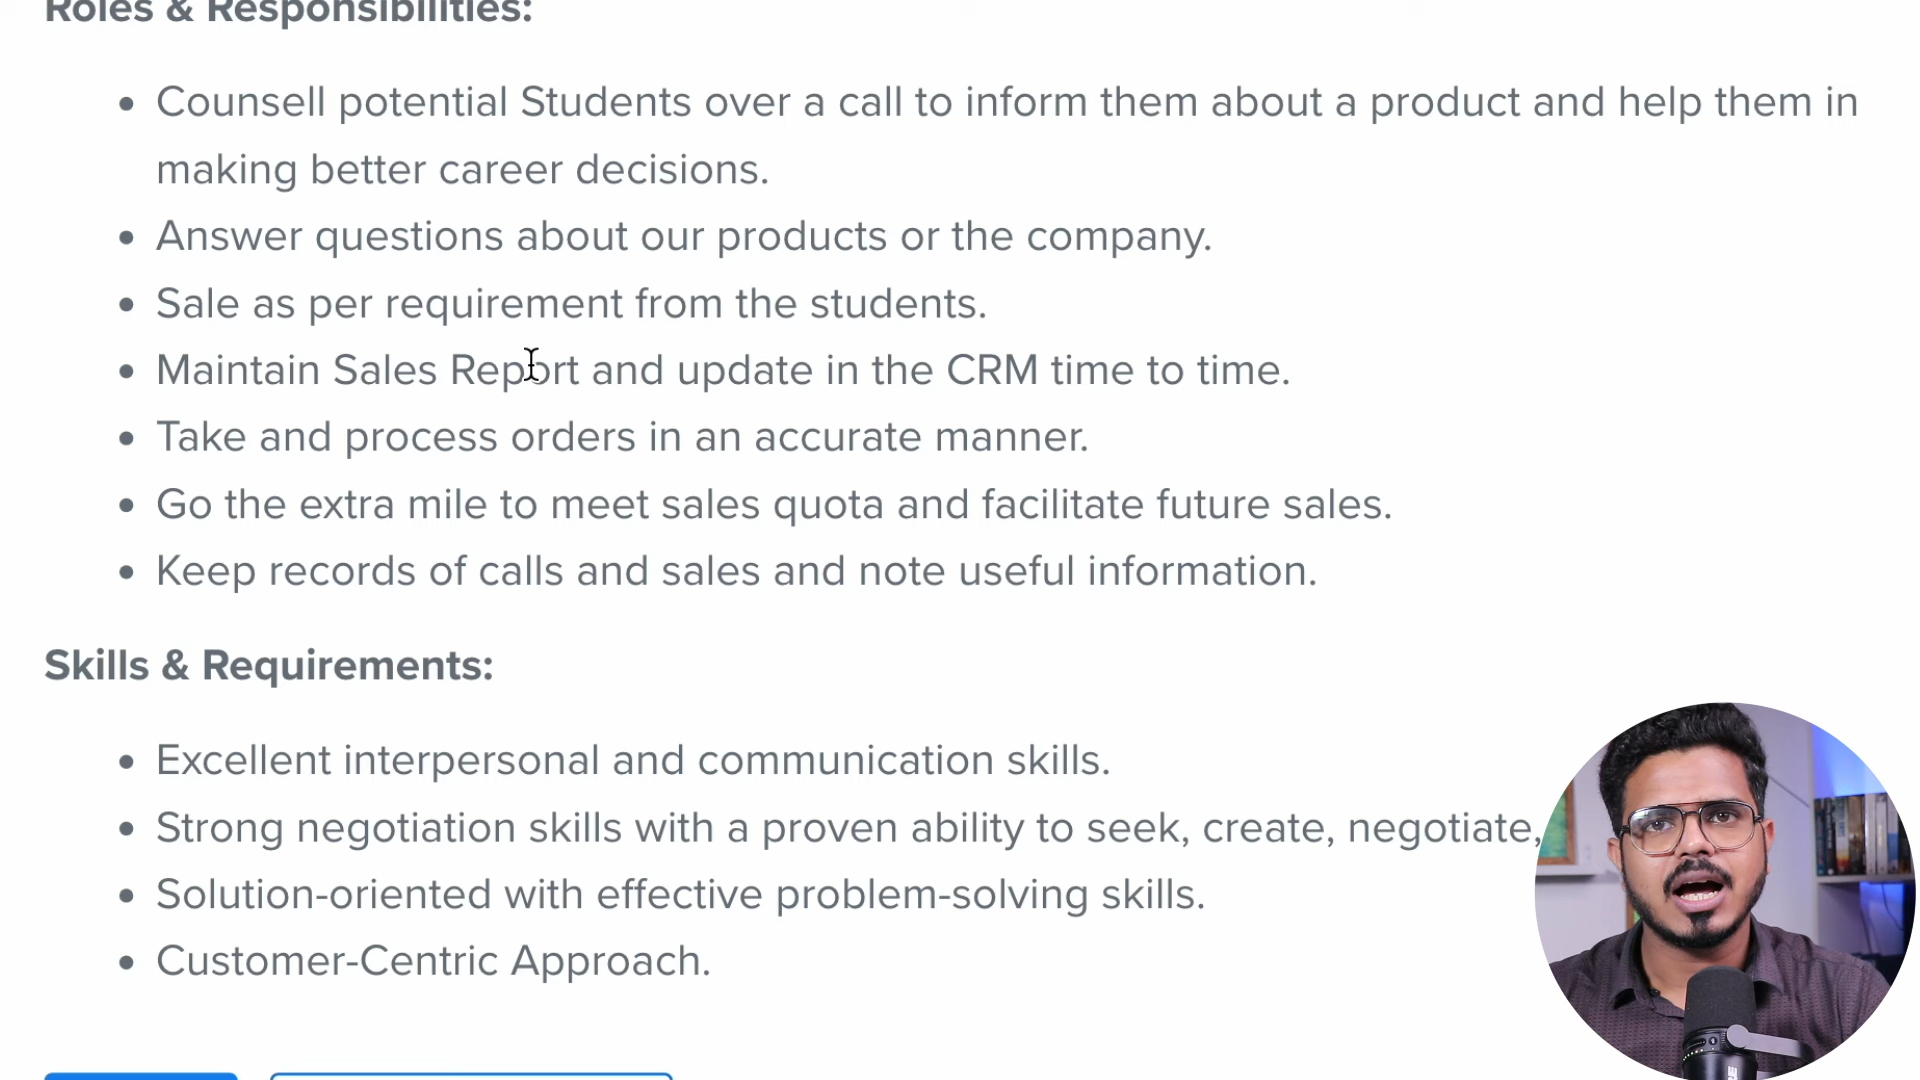 Roles & Responsibilities:
• Counsell potential Students over a call to inform them about a product and help them in
making better career decisions.
• Answer questions about our products or the company.
• Sale as per requirement from the students.
• Maintain Sales Report and update in the CRM time to time.
• Take and process orders in an accurate manner.
• Go the extra mile to meet sales quota and facilitate future sales.
• Keep records of calls and sales and note useful information.
Skills & Requirements:
• Excellent interpersonal and communication skills.
• Strong negotiation skills with a proven ability to seek, create, negotiate,
• Solution-oriented with effective problem-solving skills.
• Customer-Centric Approach.